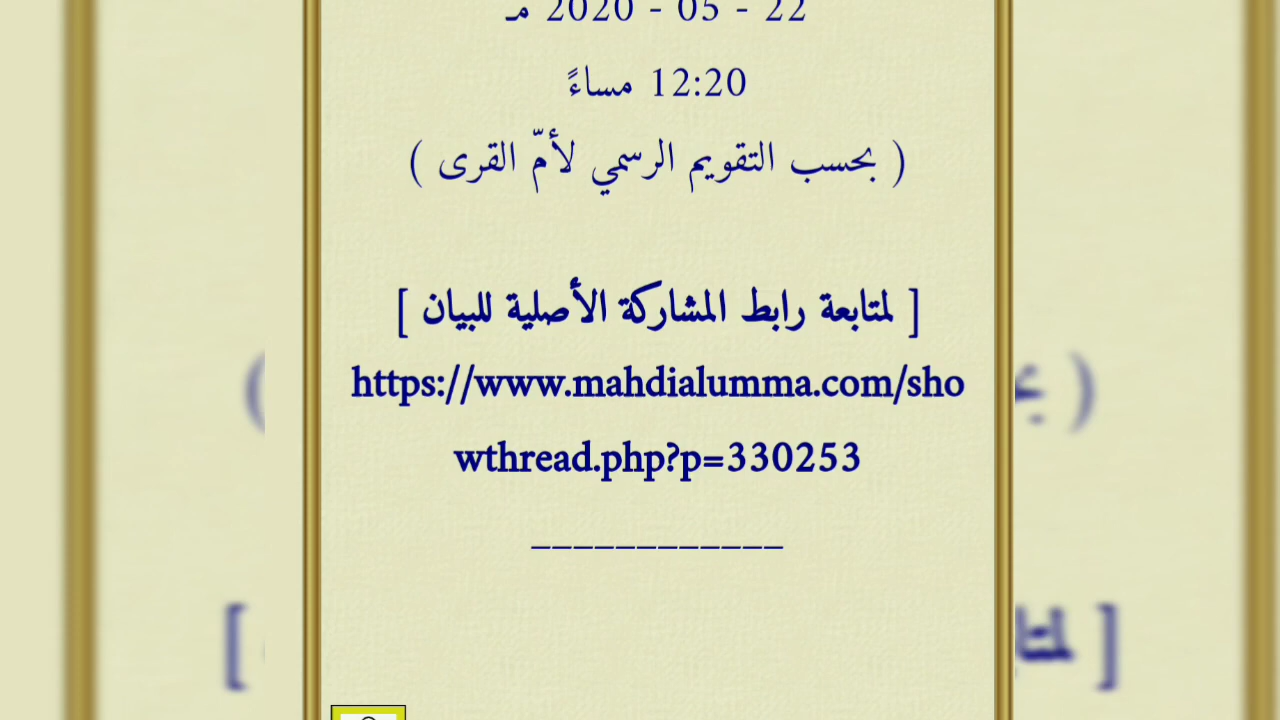 22 - 05 - 2020 مـ
12:20 مساءً
( بحسب التقويم الرسمي لأمّ القرى )
[ لمتابعة رابط المشاركة الأصلية للبيان ]
https://www.mahdialumma.com/sho
wthread.php?p=330253
____________